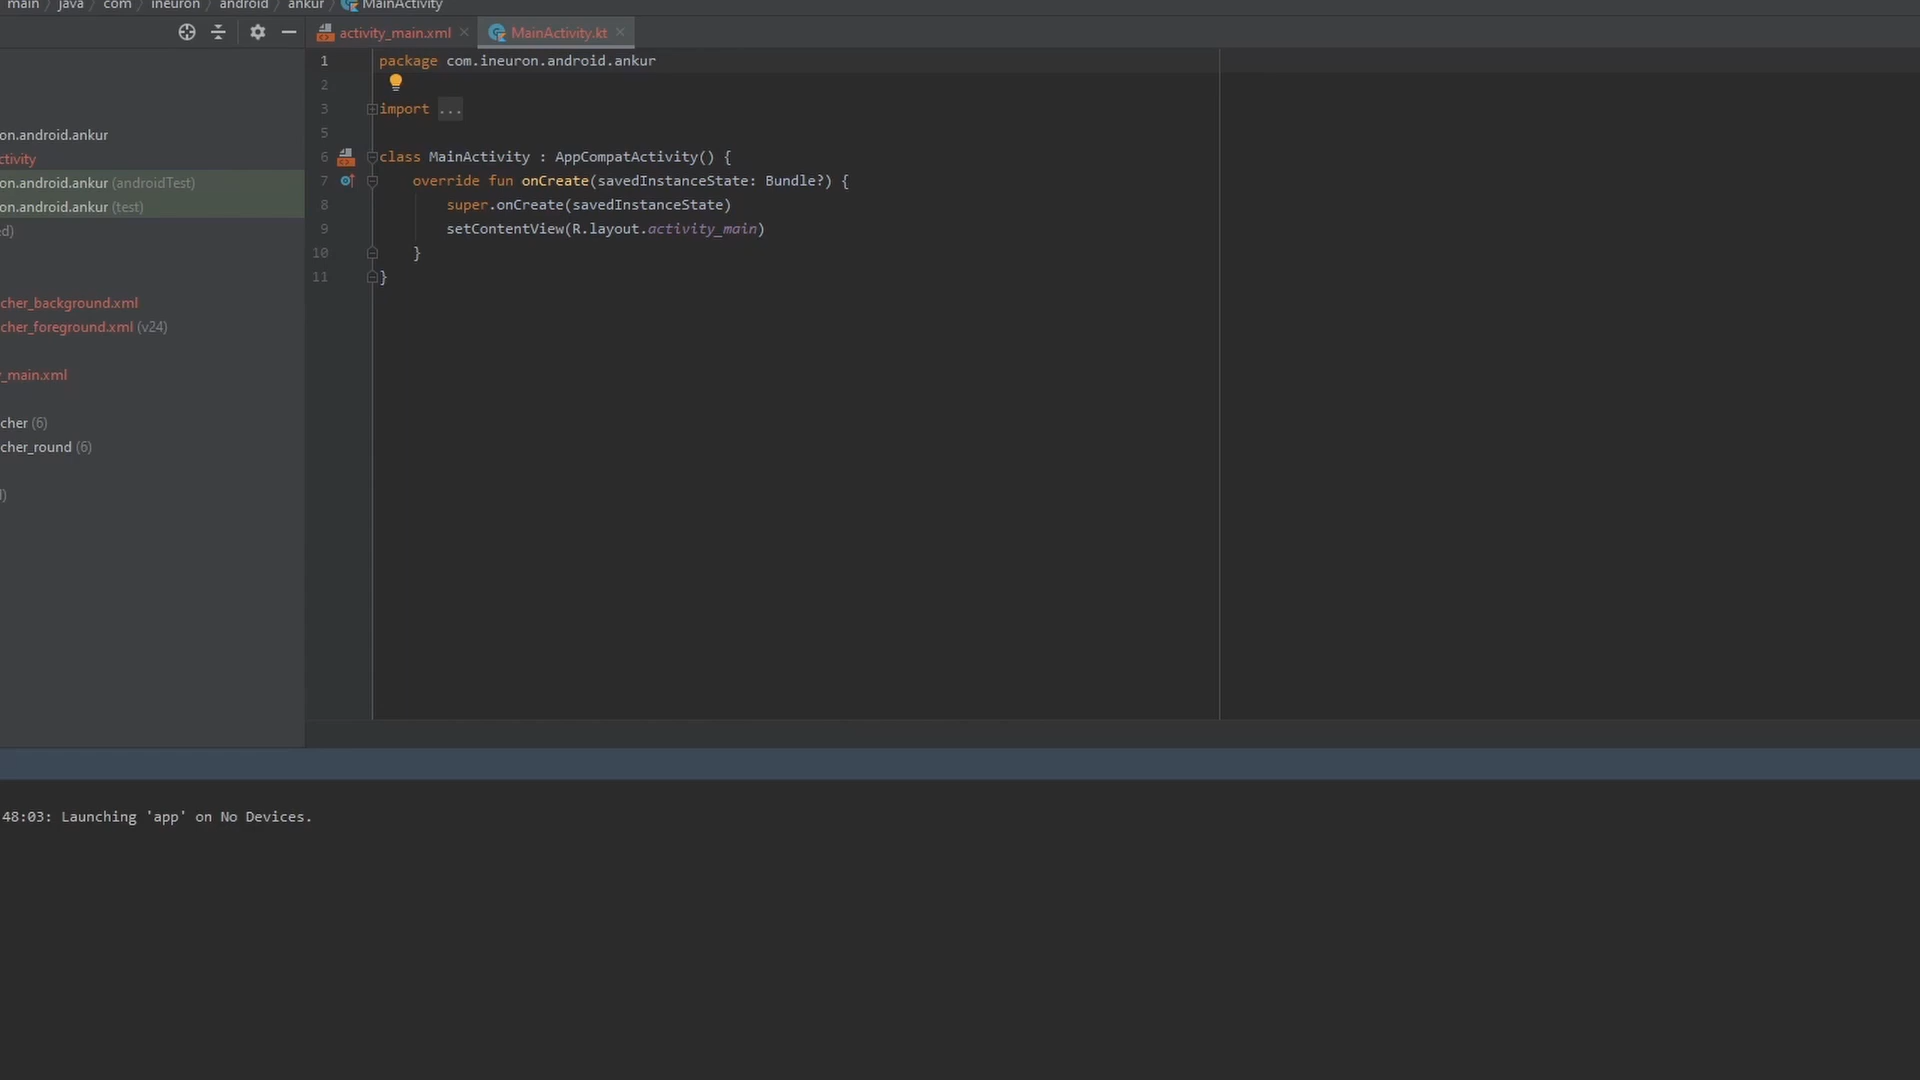 main / java / com / ineuron / android / ankur / MainActivity
activity_main.xml MainActivity.kt
on.android.ankur
ctivity
on.android.ankur (androidTest)
on.android.ankur (test)
ed)
cher_background.xml
cher_foreground.xml (v24)
_main.xml
cher (6)
cher_round (6)
)
1 package com.ineuron.android.ankur
2
3 import ...
5
6 class MainActivity : AppCompatActivity() {
7 override fun onCreate(savedInstanceState: Bundle?) {
8 super.onCreate(savedInstanceState)
9 setContentView(R.layout.activity_main)
10 }
11 }
48:03: Launching 'app' on No Devices.